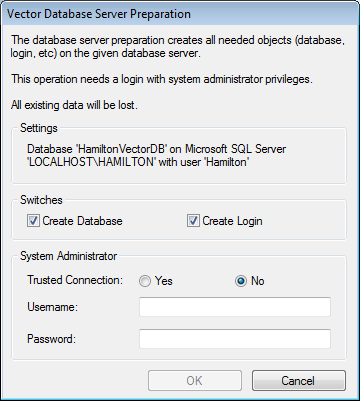 Vector Database Server Preparation
The database server preparation creates all needed objects (database,
login, etc) on the given database server.
This operation needs a login with system administrator privileges.
All existing data will be lost.
Settings
Database 'HamiltonVectorDB' on Microsoft SQL Server
'LOCALHOST\HAMILTON' with user 'Hamilton'
Switches
Create Database Create Login
System Administrator
Trusted Connection: Yes No
Username:
Password:
OK Cancel